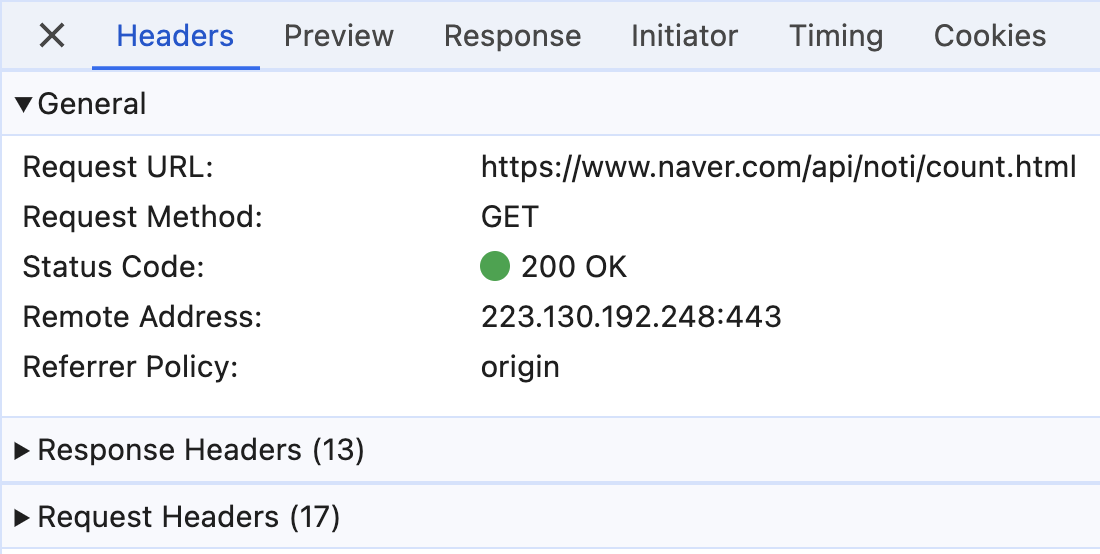 Headers Preview Response Initiator Timing Cookies
General
Request URL: https://www.naver.com/api/noti/count.html
Request Method: GET
Status Code: 200 OK
Remote Address: 223.130.192.248:443
Referrer Policy: origin
Response Headers (13)
Request Headers (17)